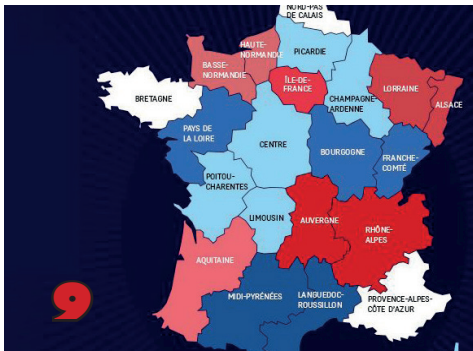 NORD-PAS
DE CALAIS
HAUTE-
NORMANDIE
PICARDIE
BASSE-
NORMANDIE
ÎLE-DE-
FRANCE
LORRAINE
BRETAGNE
CHAMPAGNE
ARDENNE
ALSACE
PAYS DE
LA LOIRE
CENTRE
BOURGOGNE
FRANCHE-
COMTÉ
POITOU-
CHARENTES
LIMOUSIN
AUVERGNE
RHÔNE-
ALPES
AQUITAINE
MIDI-PYRÉNÉES
LANGUEDOC-
ROUSSILLON
PROVENCE-ALPES-
CÔTE D'AZUR